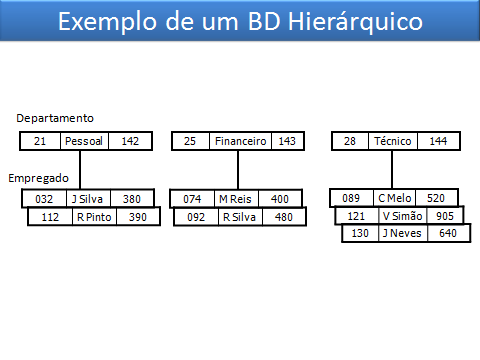 Exemplo de um BD Hierárquico
Departamento
21 Pessoal 142 25 Financeiro 143 28 Técnico 144
Empregado
032 J Silva 380 074 M Reis 400 089 C Melo 520
112 R Pinto 390 092 R Silva 480 121 V Simão 905
130 J Neves 640